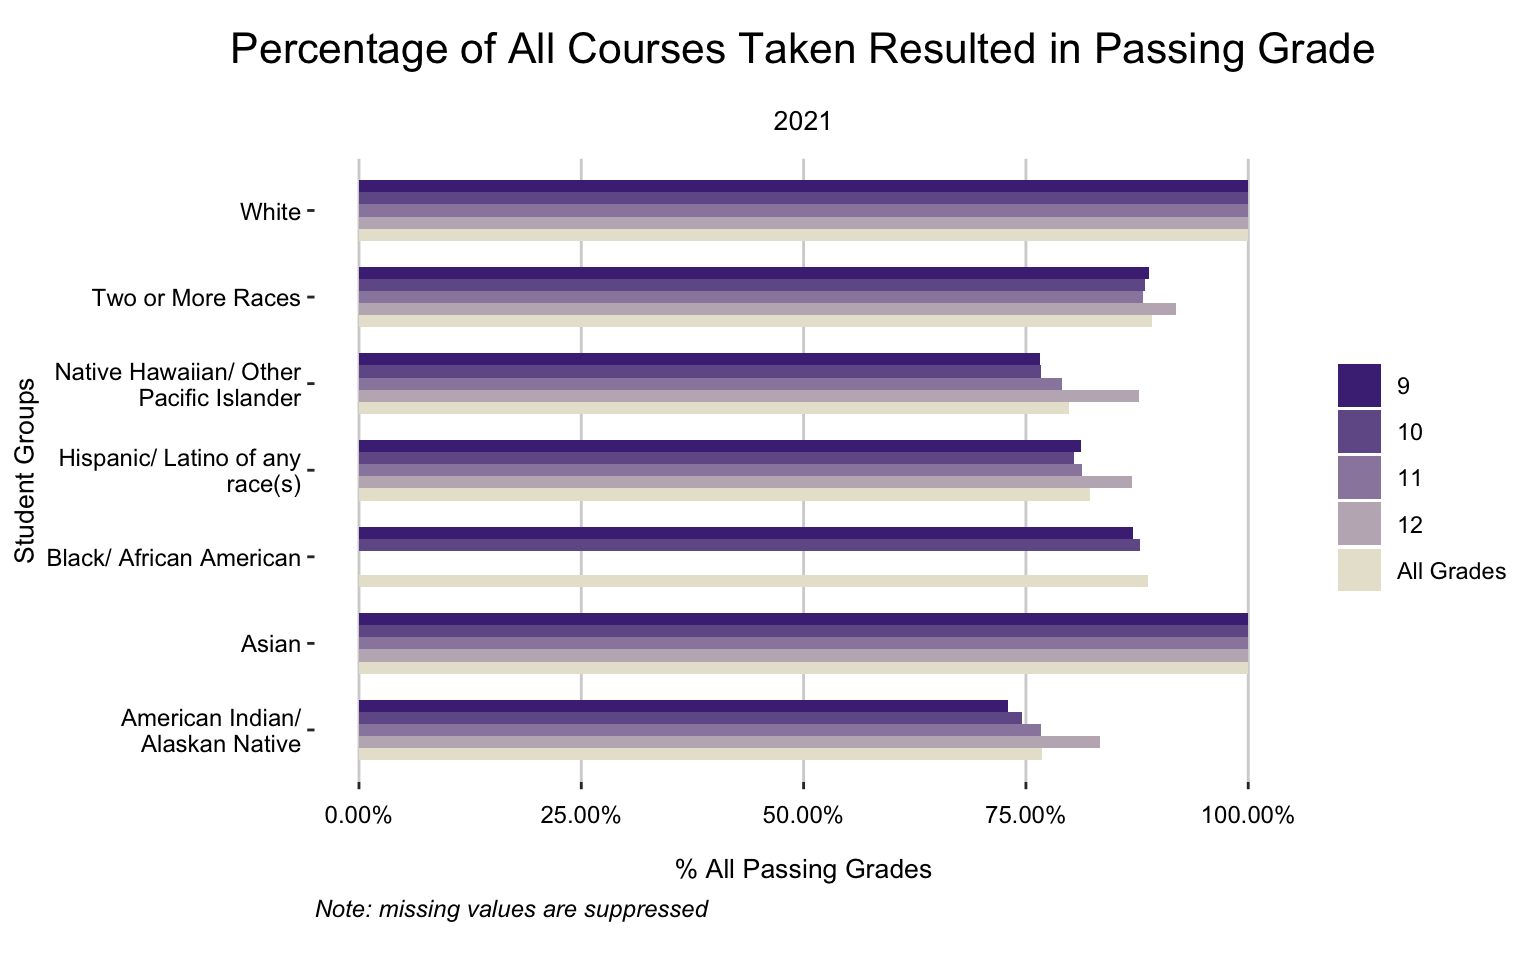 Percentage of All Courses Taken Resulted in Passing Grade
2021
Student Groups
White
Two or More Races
Native Hawaiian/ Other
Pacific Islander
Hispanic/ Latino of any
race(s)
Black/ African American
Asian
American Indian/
Alaskan Native
0.00% 25.00% 50.00% 75.00% 100.00%
% All Passing Grades
Note: missing values are suppressed
9
10
11
12
All Grades